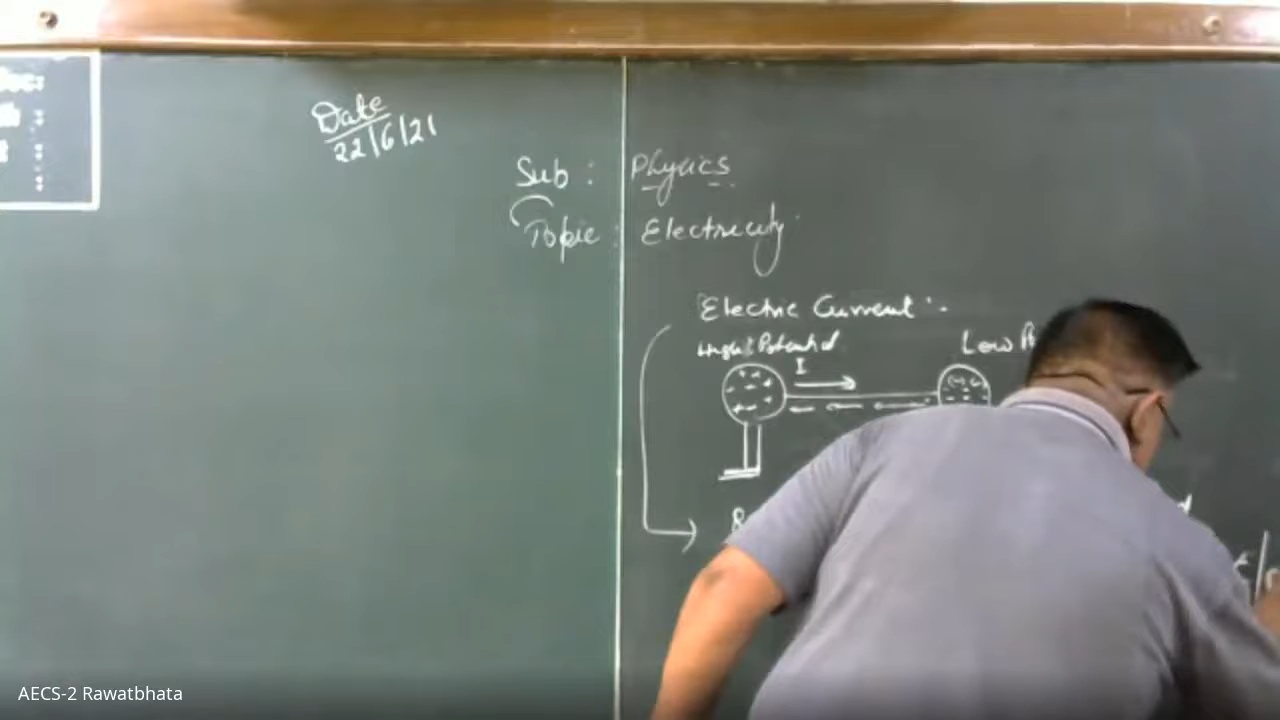 Date
22/6/21
Sub : Physics
Topic : Electricity
Electric Current :-
High Potential
Low
I
AECS-2 Rawatbhata